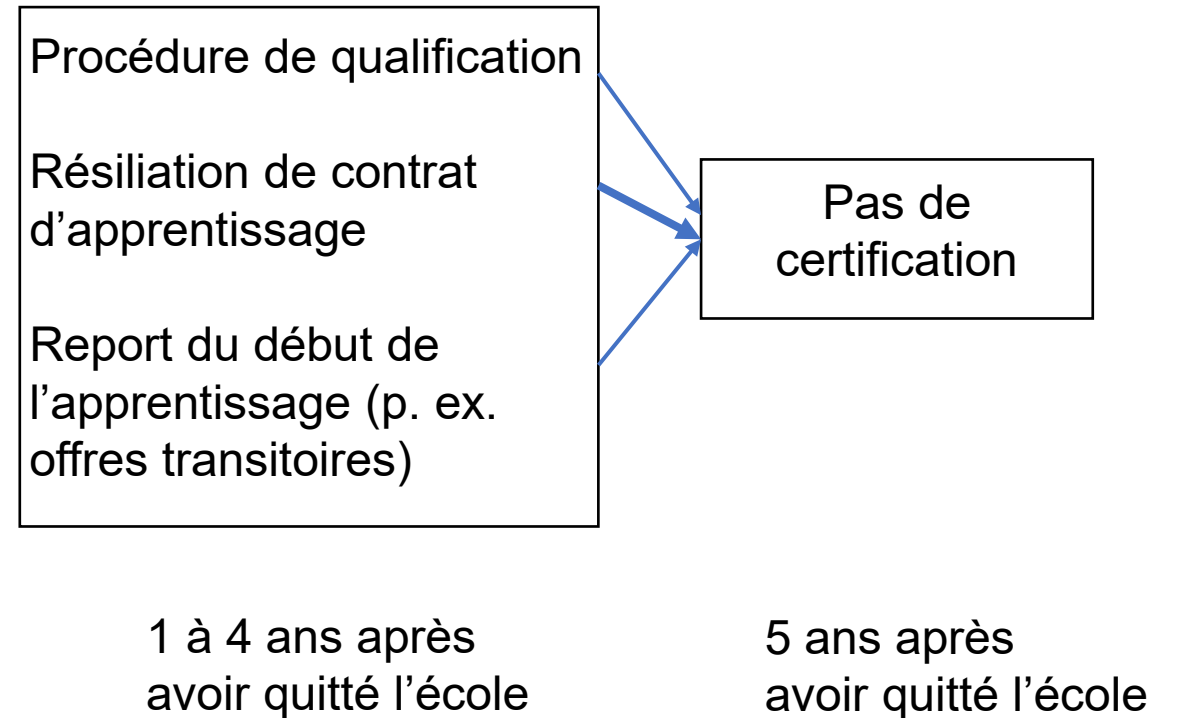 Procédure de qualification
Résiliation de contrat
d’apprentissage
Report du début de
l’apprentissage (p. ex.
offres transitoires)
Pas de
certification
1 à 4 ans après
avoir quitté l’école
5 ans après
avoir quitté l’école